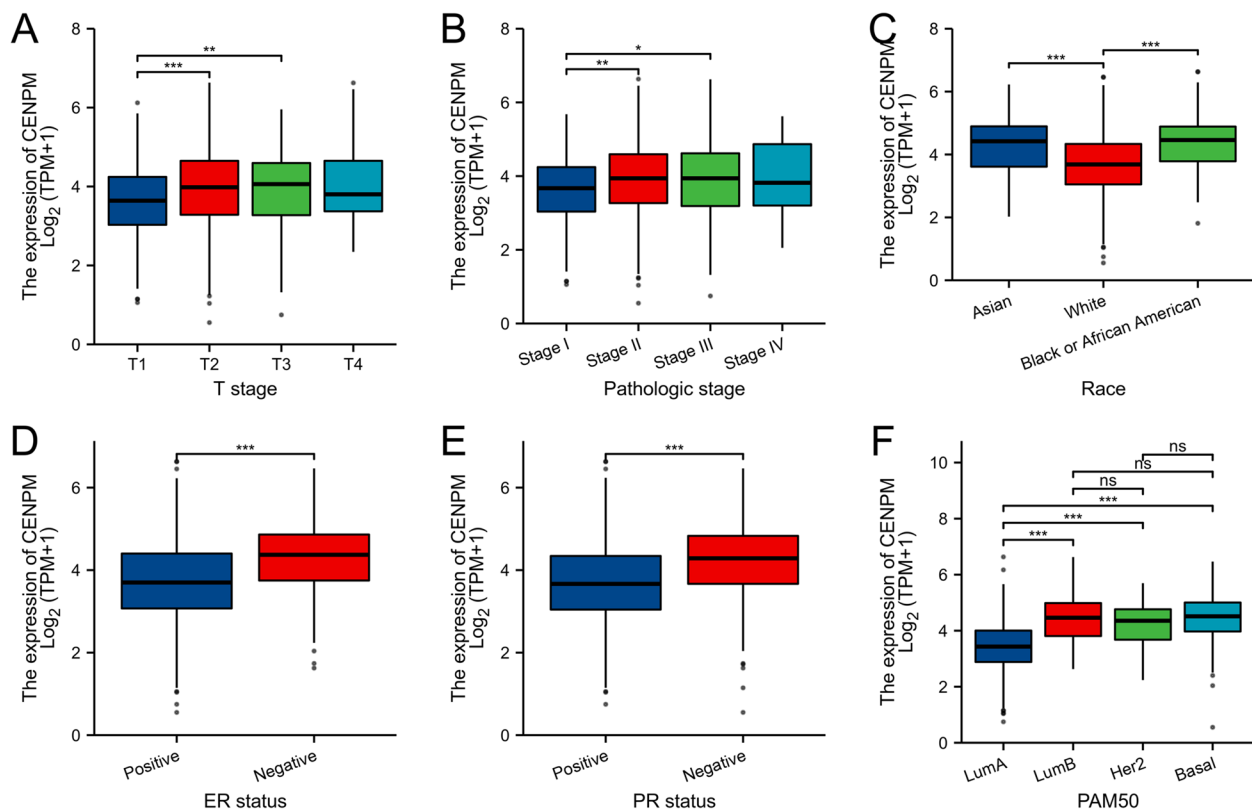 A
The expression of CENPM
Log2 (TPM+1)
8
6
4
2
0
**
***
T1
T2
T3
T4
T stage
B
The expression of CENPM
Log2 (TPM+1)
8
6
4
2
0
*
**
Stage I
Stage II
Stage III
Stage IV
Pathologic stage
C
The expression of CENPM
Log2 (TPM+1)
8
6
4
2
0
***
***
Asian
White
Black or African American
Race
D
The expression of CENPM
Log2 (TPM+1)
6
4
2
0
***
Positive
Negative
ER status
E
The expression of CENPM
Log2 (TPM+1)
6
4
2
0
***
Positive
Negative
PR status
F
The expression of CENPM
Log2 (TPM+1)
10
8
6
4
2
0
ns
ns
ns
***
***
***
LumA
LumB
Her2
Basal
PAM50